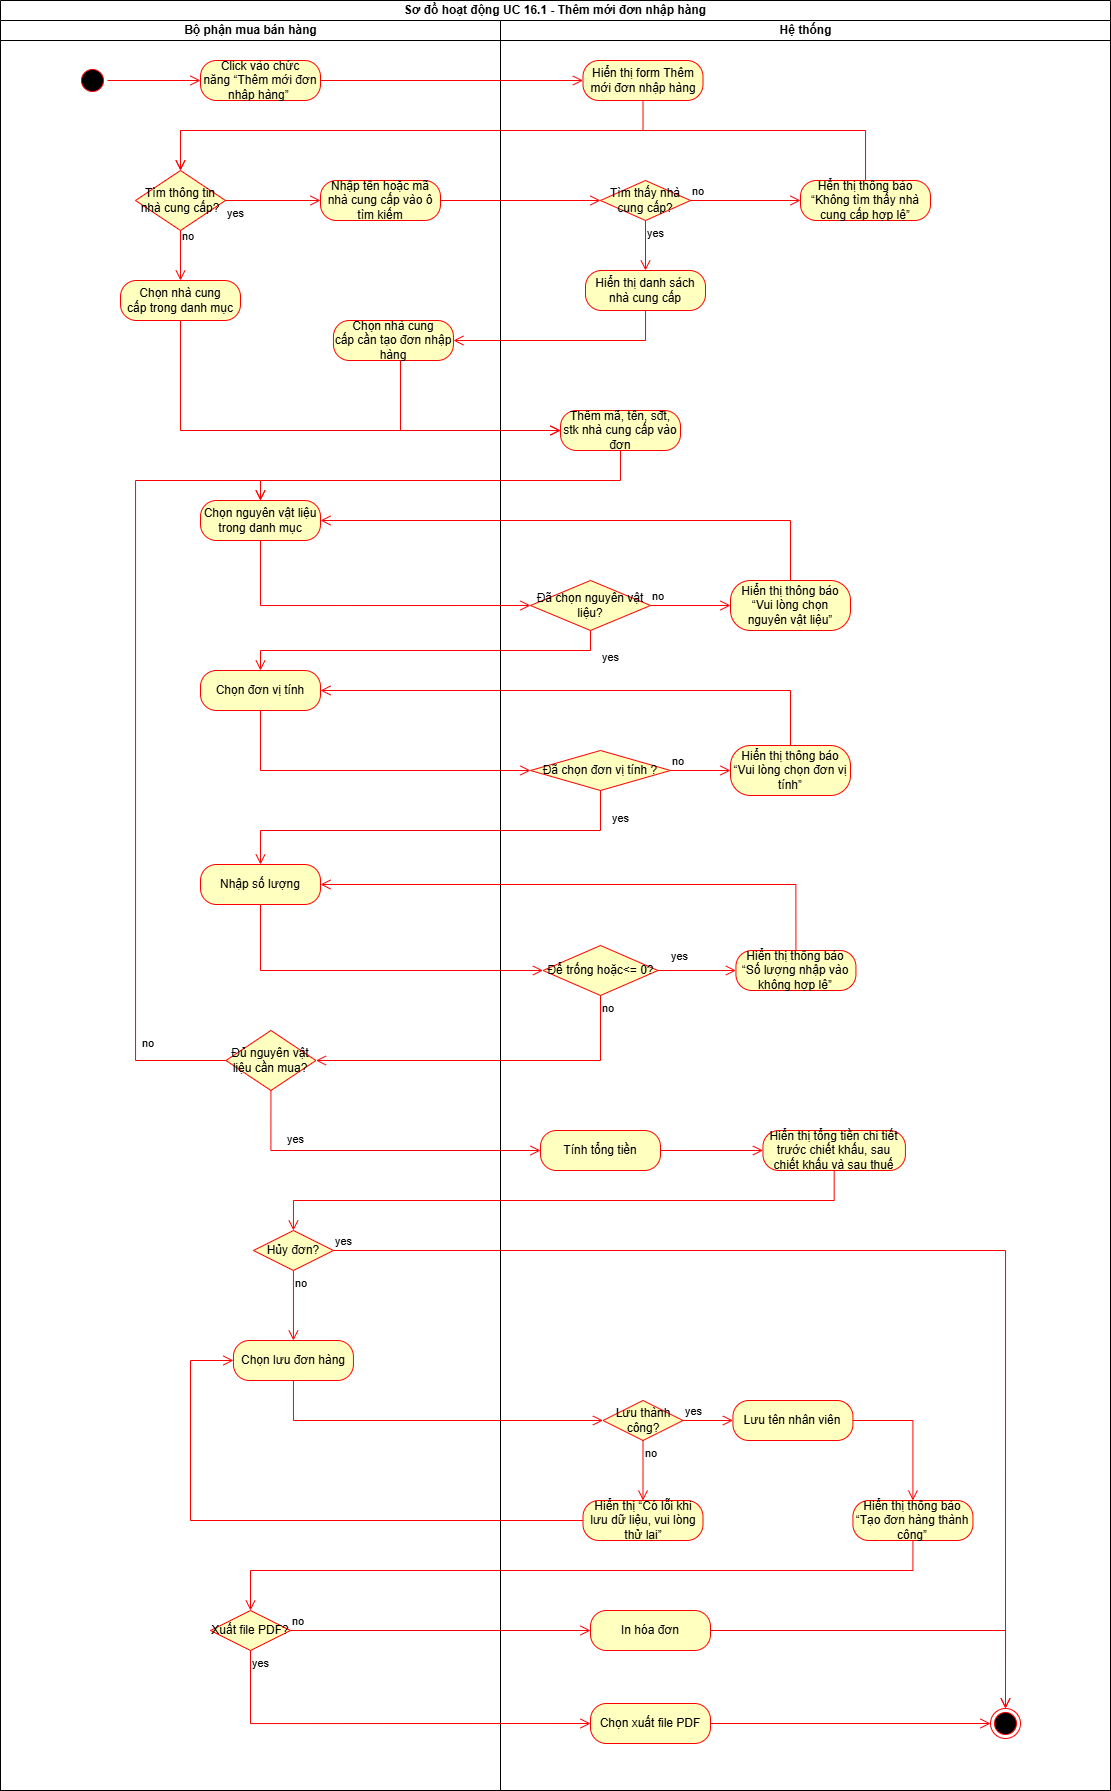 Sơ đồ hoạt động UC 16.1 - Thêm mới đơn nhập hàng
Bộ phận mua bán hàng
Hệ thống
Click vào chức
năng “Thêm mới đơn
nhập hàng”
Hiển thị form Thêm
mới đơn nhập hàng
Tìm thông tin
nhà cung cấp?
yes
no
Nhập tên hoặc mã
nhà cung cấp vào ô
tìm kiếm
Tìm thấy nhà
cung cấp?
no
yes
Hển thị thông báo
“Không tìm thấy nhà
cung cấp hợp lệ”
Chọn nhà cung
cấp trong danh mục
Hiển thị danh sách
nhà cung cấp
Chọn nhà cung
cấp cần tạo đơn nhập
hàng
Thêm mã, tên, sđt,
stk nhà cung cấp vào
đơn
Chọn nguyên vật liệu
trong danh mục
Đã chọn nguyên vật
liệu?
no
yes
Hiển thị thông báo
“Vui lòng chọn
nguyên vật liệu”
Chọn đơn vị tính
Đã chọn đơn vị tính ?
no
yes
Hiển thị thông báo
“Vui lòng chọn đơn vị
tính”
Nhập số lượng
Để trống hoặc<= 0?
yes
no
Hiển thị thông báo
“Số lượng nhập vào
không hợp lệ”
Đủ nguyên vật
liệu cần mua?
no
yes
Tính tổng tiền
Hiển thị tổng tiền chi tiết
trước chiết khấu, sau
chiết khấu và sau thuế
Hủy đơn?
yes
no
Chọn lưu đơn hàng
Lưu thành
công?
yes
no
Lưu tên nhân viên
Hiển thị “Có lỗi khi
lưu dữ liệu, vui lòng
thử lại”
Hiển thị thông báo
“Tạo đơn hàng thành
công”
Xuất file PDF?
no
yes
In hóa đơn
Chọn xuất file PDF